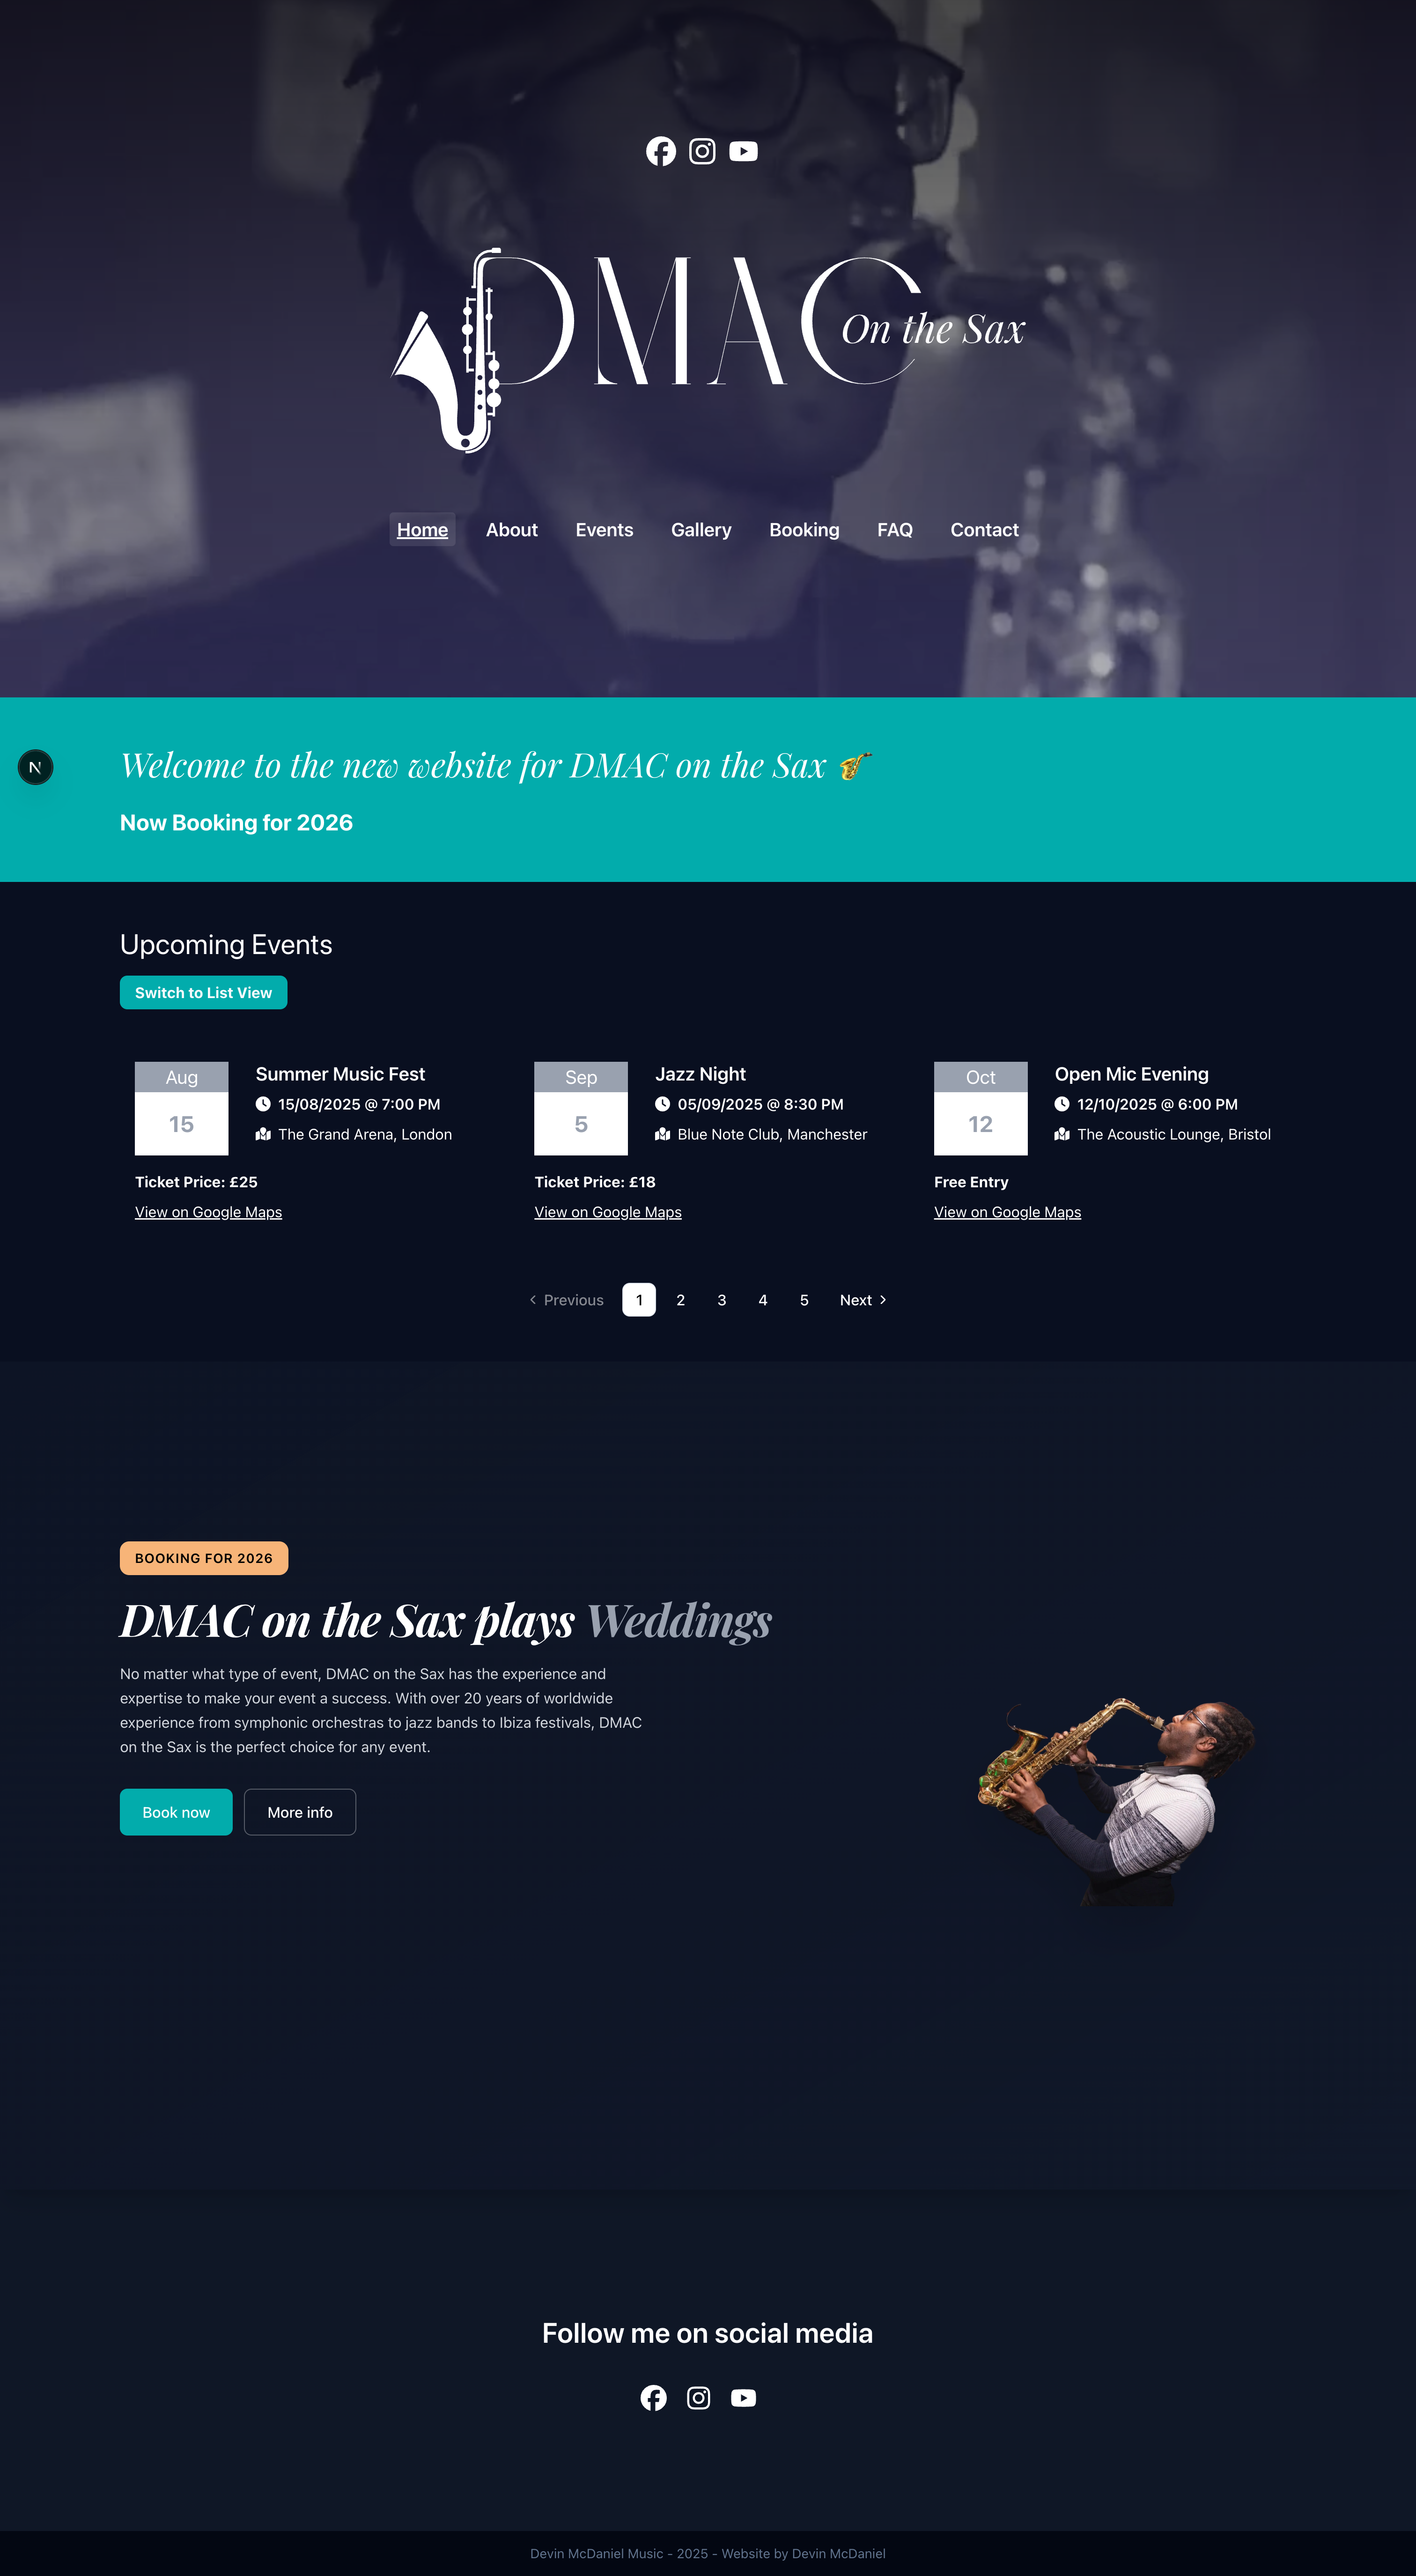 DMAC
On the Sax
Home About Events Gallery Booking FAQ Contact
Welcome to the new website for DMAC on the Sax 🎷
N
Now Booking for 2026
Upcoming Events
Switch to List View
Aug
15
Summer Music Fest
15/08/2025 @ 7:00 PM
The Grand Arena, London
Ticket Price: £25
View on Google Maps
Sep
5
Jazz Night
05/09/2025 @ 8:30 PM
Blue Note Club, Manchester
Ticket Price: £18
View on Google Maps
Oct
12
Open Mic Evening
12/10/2025 @ 6:00 PM
The Acoustic Lounge, Bristol
Free Entry
View on Google Maps
Previous 1 2 3 4 5 Next
BOOKING FOR 2026
DMAC on the Sax plays Weddings
No matter what type of event, DMAC on the Sax has the experience and
expertise to make your event a success. With over 20 years of worldwide
experience from symphonic orchestras to jazz bands to Ibiza festivals, DMAC
on the Sax is the perfect choice for any event.
Book now More info
Follow me on social media
Devin McDaniel Music - 2025 - Website by Devin McDaniel